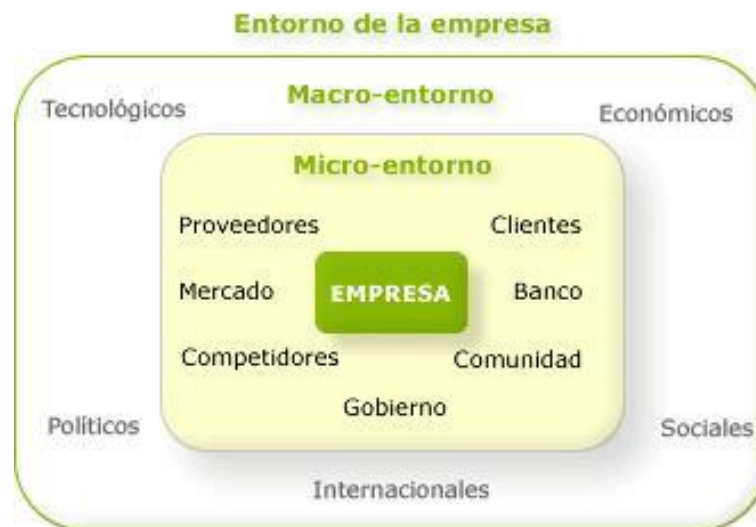 Entorno de la empresa
Macro-entorno
Tecnológicos
Económicos
Micro-entorno
Proveedores
Clientes
Mercado
EMPRESA
Banco
Competidores
Comunidad
Gobierno
Políticos
Sociales
Internacionales